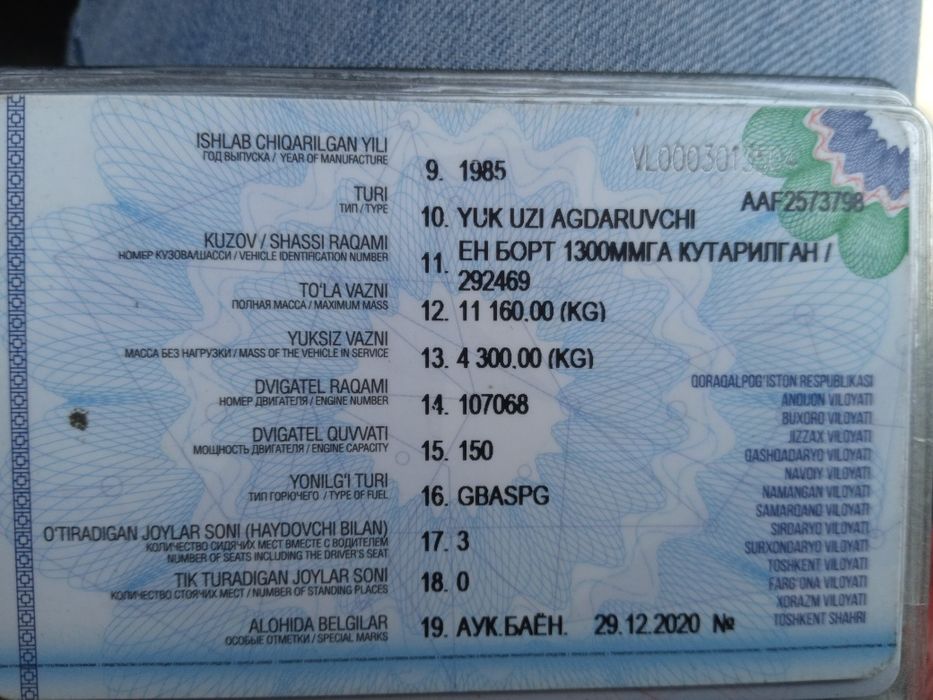 ISHLAB CHIQARILGAN YILI
ГОД ВЫПУСКА / YEAR OF MANUFACTURE
9. 1985
AAF2573798
TURI
ТИП / TYPE
10. YUK UZI AGDARUVCHI
KUZOV / SHASSI RAQAMI
НОМЕР КУЗОВА/ШАССИ / VEHICLE IDENTIFICATION NUMBER
11. ЕН БОРТ 1300ММГА КУТАРИЛГАН /
292469
TO'LA VAZNI
ПОЛНАЯ МАССА / MAXIMUM MASS
12. 11 160.00 (KG)
YUKSIZ VAZNI
МАССА БЕЗ НАГРУЗКИ / MASS OF THE VEHICLE IN SERVICE
13. 4 300.00 (KG)
DVIGATEL RAQAMI
НОМЕР ДВИГАТЕЛЯ / ENGINE NUMBER
14. 107068
DVIGATEL QUVVATI
МОЩНОСТЬ ДВИГАТЕЛЯ / ENGINE CAPACITY
15. 150
YONILG'I TURI
ТИП ГОРЮЧЕГО / TYPE OF FUEL
16. GBASPG
O'TIRADIGAN JOYLAR SONI (HAYDOVCHI BILAN)
КОЛИЧЕСТВО СИДЯЧИХ МЕСТ ВМЕСТЕ С ВОДИТЕЛЕМ
NUMBER OF SEATS INCLUDING THE DRIVER'S SEAT
17. 3
TIK TURADIGAN JOYLAR SONI
КОЛИЧЕСТВО СТОЯЧИХ МЕСТ / NUMBER OF STANDING PLACES
18. 0
ALOHIDA BELGILAR
ОСОБЫЕ ОТМЕТКИ / SPECIAL MARKS
19. АУК.БАЁН. 29.12.2020 №
QORAQALPOG'ISTON RESPUBLIKASI
ANDIJON VILOYATI
BUXORO VILOYATI
JIZZAX VILOYATI
QASHQADARYO VILOYATI
NAVOIY VILOYATI
NAMANGAN VILOYATI
SAMARQAND VILOYATI
SIRDARYO VILOYATI
SURXONDARYO VILOYATI
TOSHKENT VILOYATI
FARG'ONA VILOYATI
XORAZM VILOYATI
TOSHKENT SHAHRI